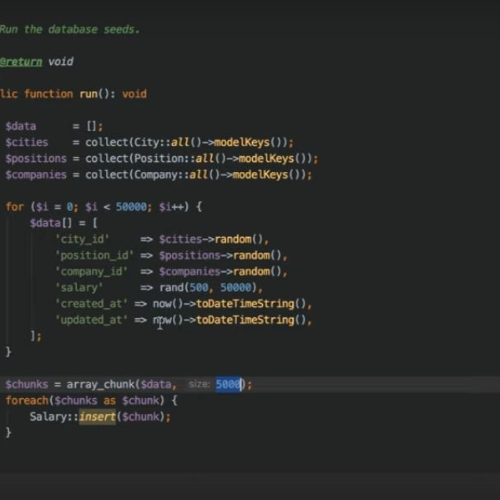 Run the database seeds.
@return void
lic function run(): void
$data = [];
$cities = collect(City::all()->modelKeys());
$positions = collect(Position::all()->modelKeys());
$companies = collect(Company::all()->modelKeys());
for ($i = 0; $i < 50000; $i++) {
$data[] = [
'city_id' => $cities->random(),
'position_id' => $positions->random(),
'company_id' => $companies->random(),
'salary' => rand(500, 50000),
'created_at' => now()->toDateTimeString(),
'updated_at' => now()->toDateTimeString(),
];
}
$chunks = array_chunk($data, size: 5000);
foreach($chunks as $chunk) {
Salary::insert($chunk);
}